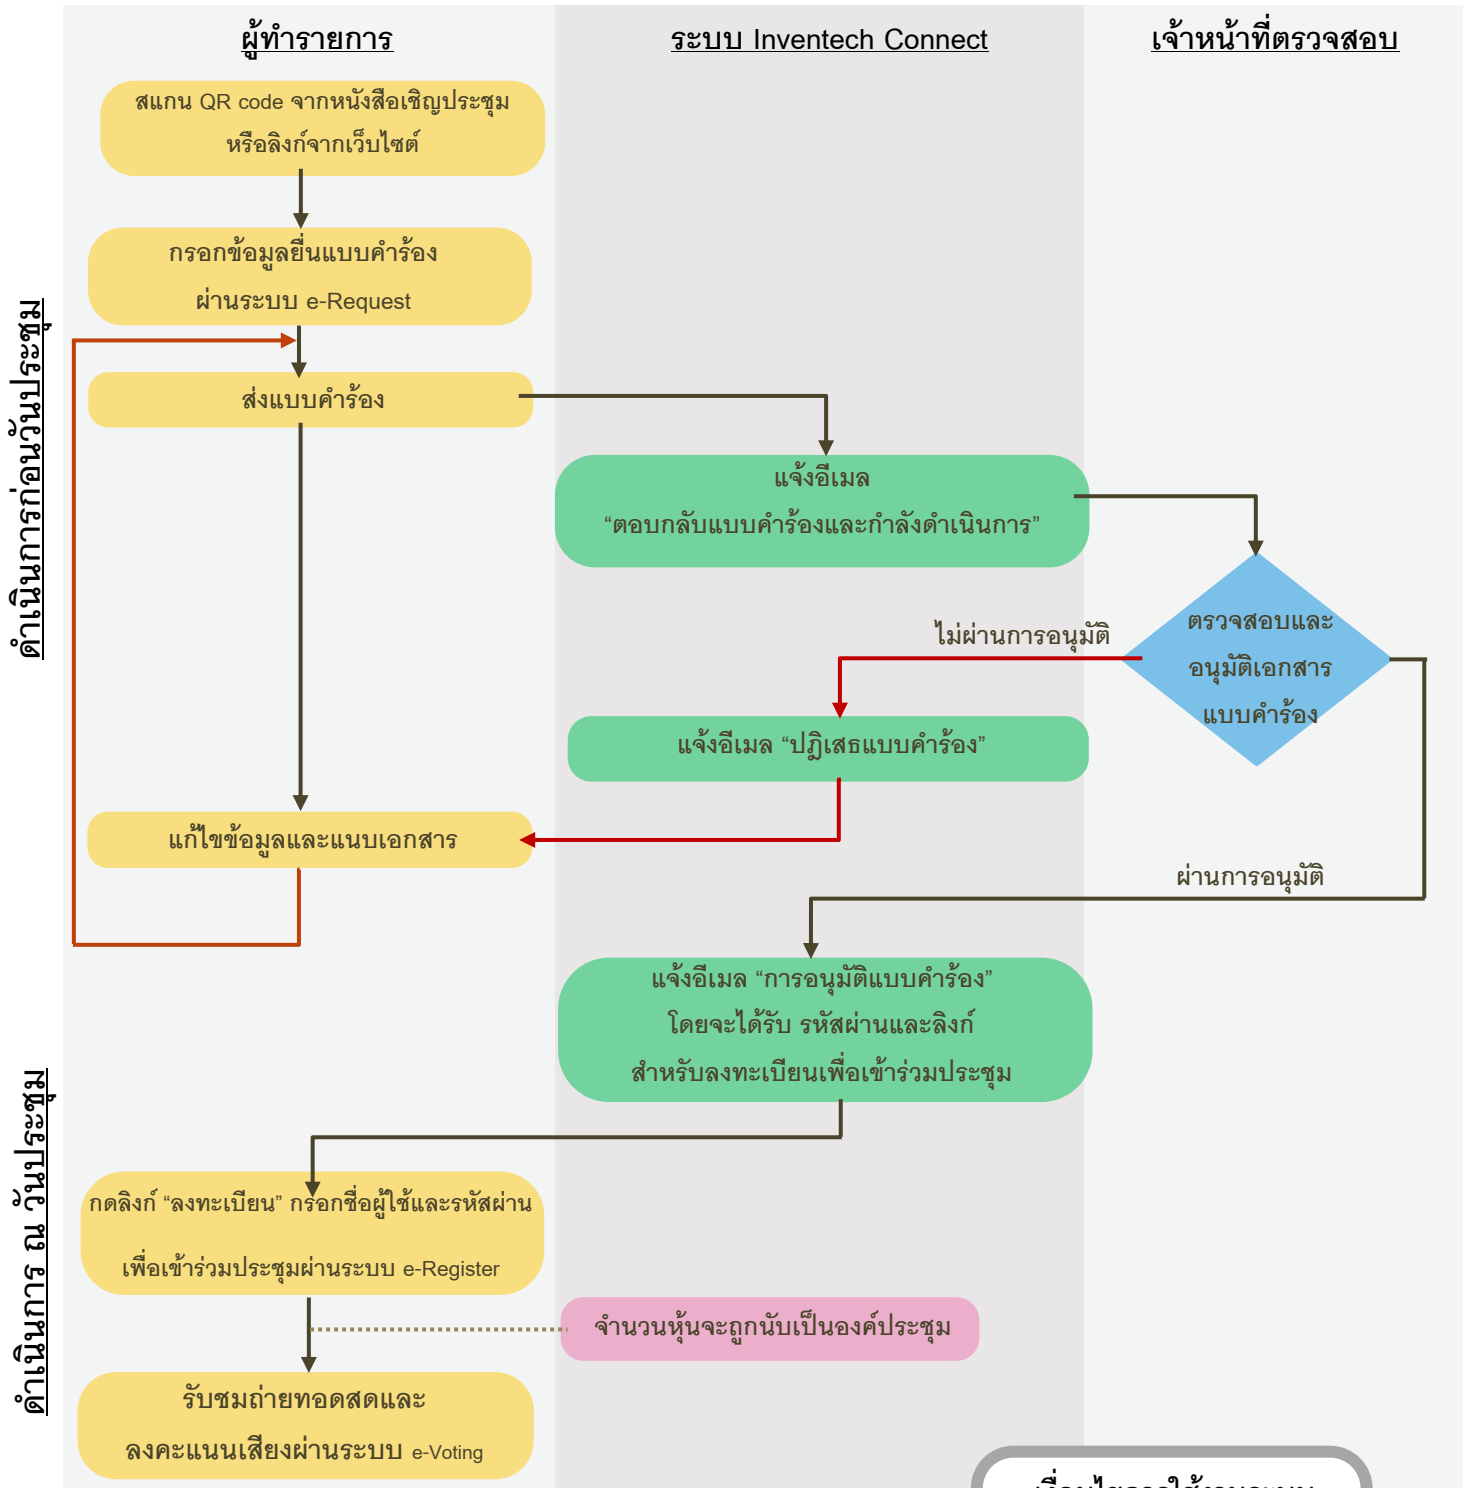 ผู้ทำรายการ
ระบบ Inventech Connect
เจ้าหน้าที่ตรวจสอบ
ดำเนินการก่อนวันประชุม
สแกน QR code จากหนังสือเชิญประชุม
หรือลิงก์จากเว็บไซต์
กรอกข้อมูลยื่นแบบคำร้อง
ผ่านระบบ e-Request
ส่งแบบคำร้อง
แจ้งอีเมล
“ตอบกลับแบบคำร้องและกำลังดำเนินการ”
ตรวจสอบและ
อนุมัติเอกสาร
แบบคำร้อง
ไม่ผ่านการอนุมัติ
แจ้งอีเมล “ปฏิเสธแบบคำร้อง”
แก้ไขข้อมูลและแนบเอกสาร
ผ่านการอนุมัติ
แจ้งอีเมล “การอนุมัติแบบคำร้อง”
โดยจะได้รับ รหัสผ่านและลิงก์
สำหรับลงทะเบียนเพื่อเข้าร่วมประชุม
ดำเนินการ ณ วันประชุม
กดลิงก์ “ลงทะเบียน” กรอกชื่อผู้ใช้และรหัสผ่าน
เพื่อเข้าร่วมประชุมผ่านระบบ e-Register
จำนวนหุ้นจะถูกนับเป็นองค์ประชุม
รับชมถ่ายทอดสดและ
ลงคะแนนเสียงผ่านระบบ e-Voting